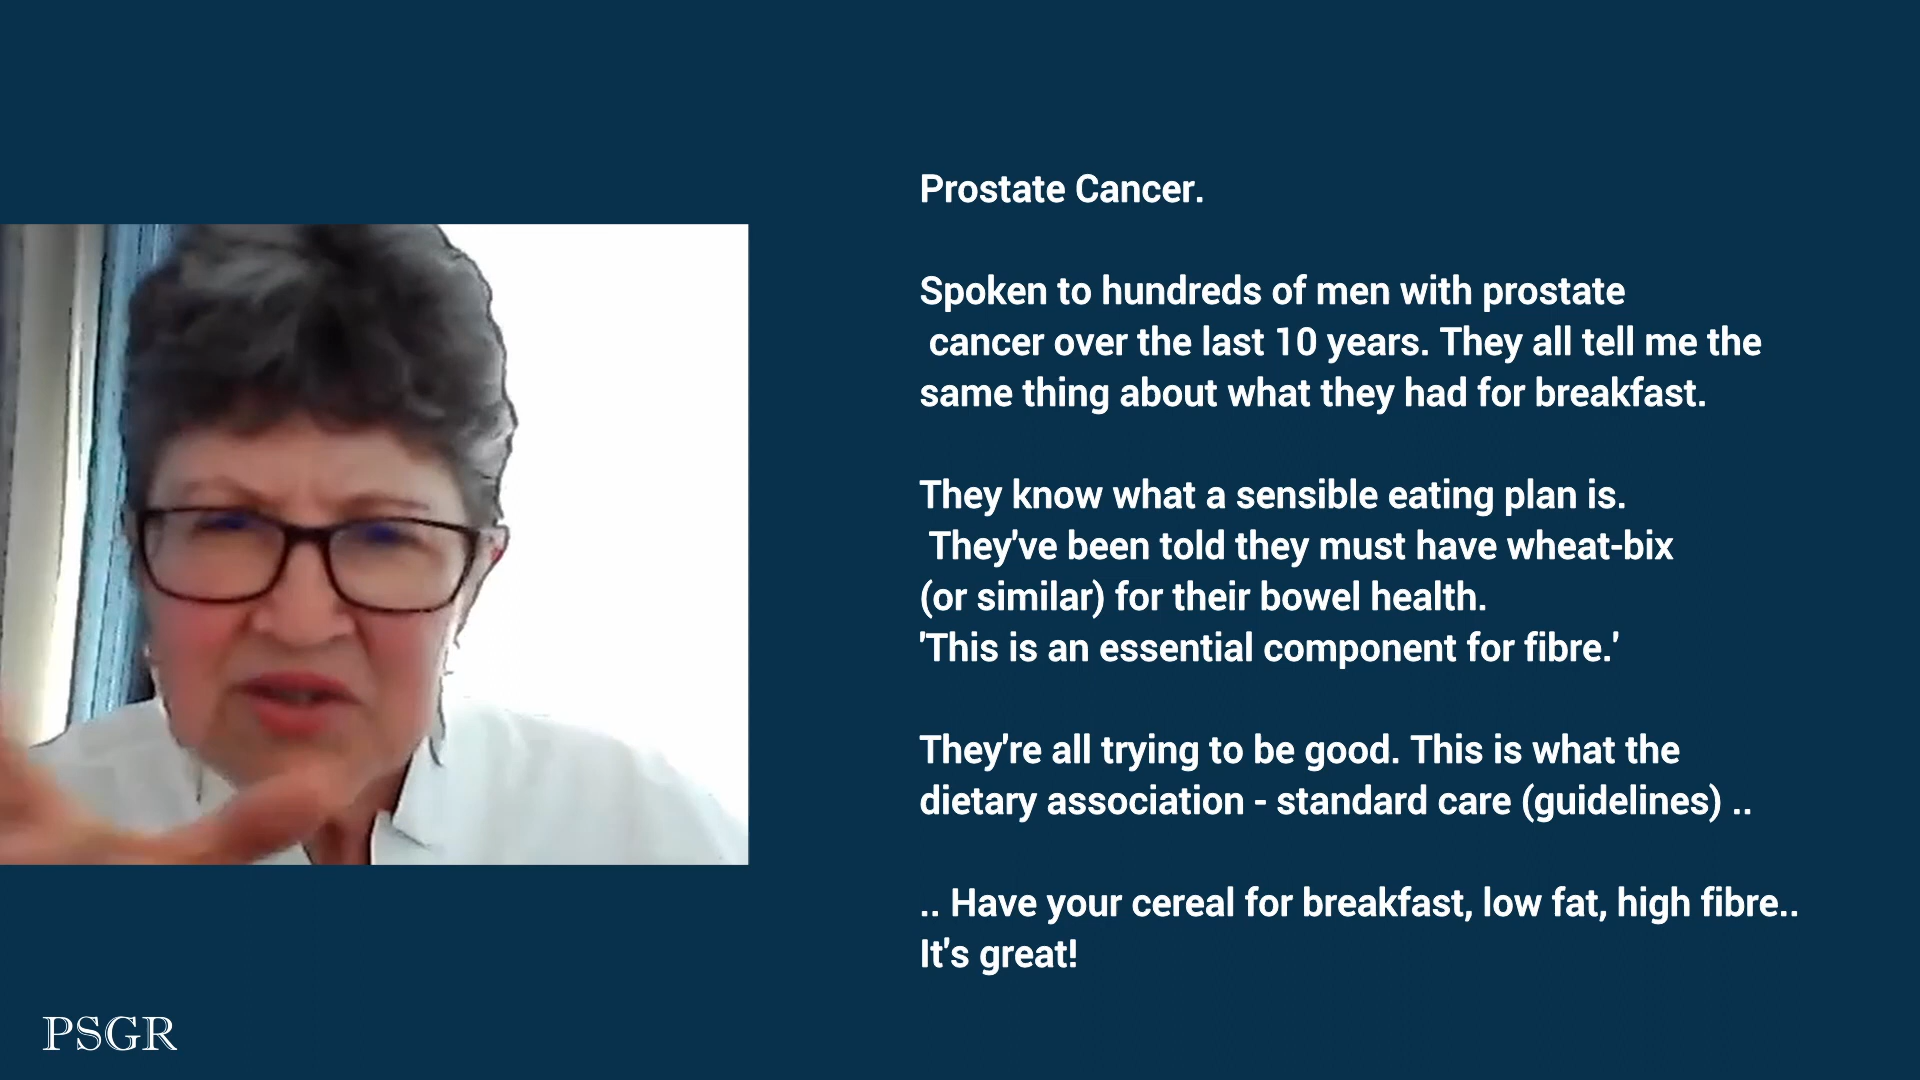 Prostate Cancer.
Spoken to hundreds of men with prostate
cancer over the last 10 years. They all tell me the
same thing about what they had for breakfast.
They know what a sensible eating plan is.
They've been told they must have wheat-bix
(or similar) for their bowel health.
'This is an essential component for fibre.'
They're all trying to be good. This is what the
dietary association - standard care (guidelines) ..
.. Have your cereal for breakfast, low fat, high fibre..
It's great!
PSGR